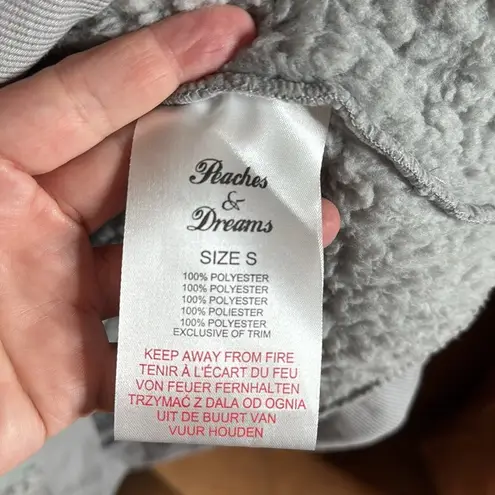 Peaches
&
Dreams
SIZE S
100% POLYESTER
100% POLYESTER
100% POLYESTER
100% POLIESTER
100% POLYESTER
EXCLUSIVE OF TRIM
KEEP AWAY FROM FIRE
TENIR À L'ÉCART DU FEU
VON FEUER FERNHALTEN
TRZYMAĆ Z DALA OD OGNIA
UIT DE BUURT VAN
VUUR HOUDEN